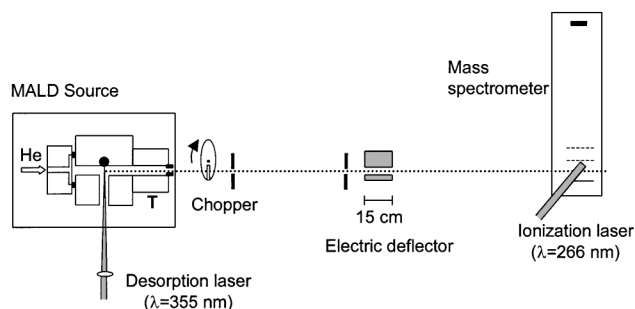 MALD Source
He
T
Chopper
Desorption laser
(λ=355 nm)
15 cm
Electric deflector
Mass
spectrometer
Ionization laser
(λ=266 nm)